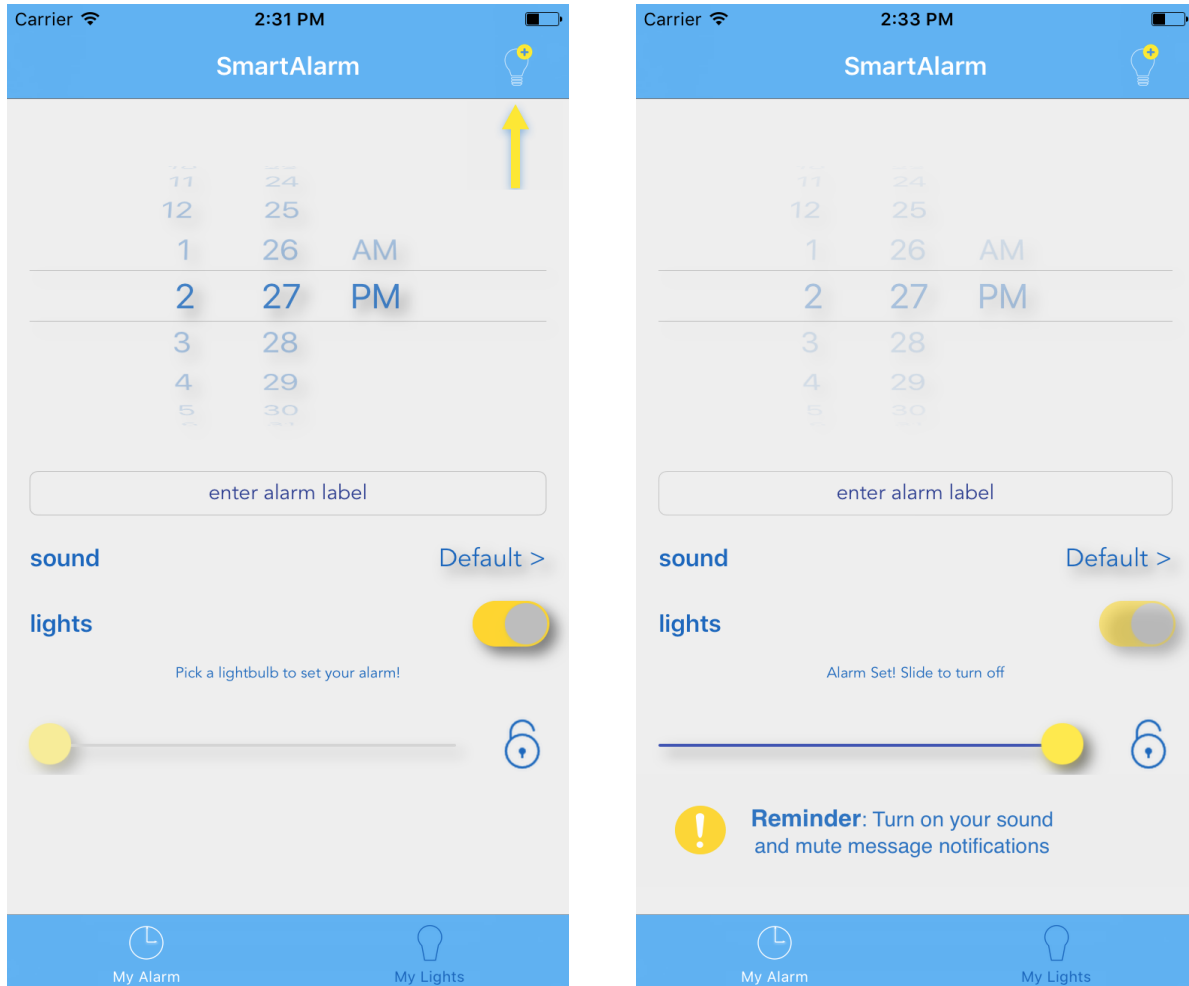 Carrier 2:31 PM
SmartAlarm
11 24
12 25
1 26 AM
2 27 PM
3 28
4 29
5 30
enter alarm label
sound Default >
lights
Pick a lightbulb to set your alarm!
My Alarm My Lights
Carrier 2:33 PM
SmartAlarm
11 24
12 25
1 26 AM
2 27 PM
3 28
4 29
5 30
enter alarm label
sound Default >
lights
Alarm Set! Slide to turn off
Reminder: Turn on your sound
and mute message notifications
My Alarm My Lights